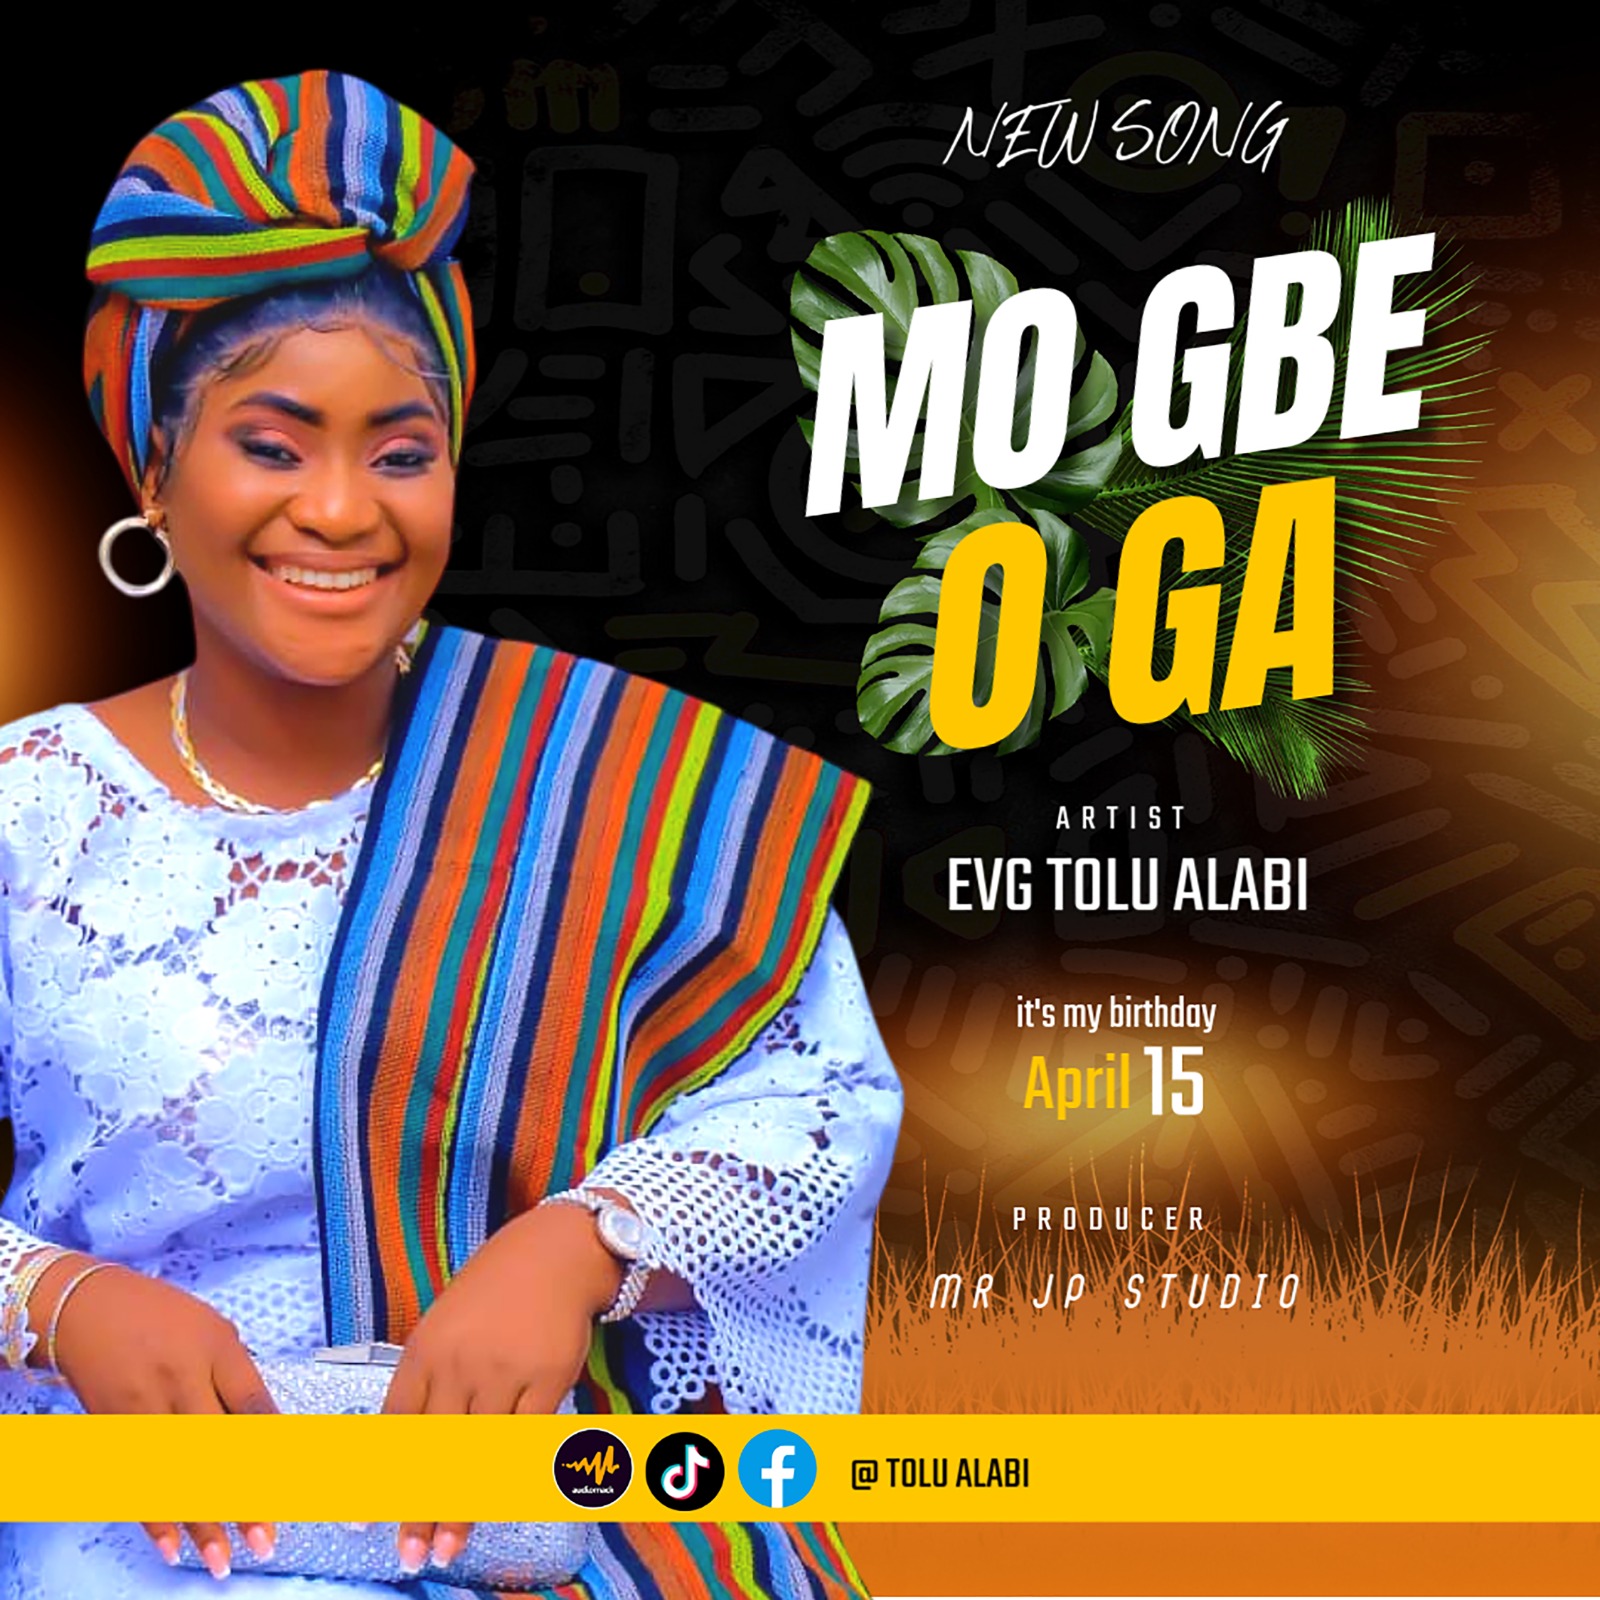 NEW SONG
MO GBE
O GA
ARTIST
EVG TOLU ALABI
it's my birthday
April 15
PRODUCER
MR JP STUDIO
audiomack
@ TOLU ALABI